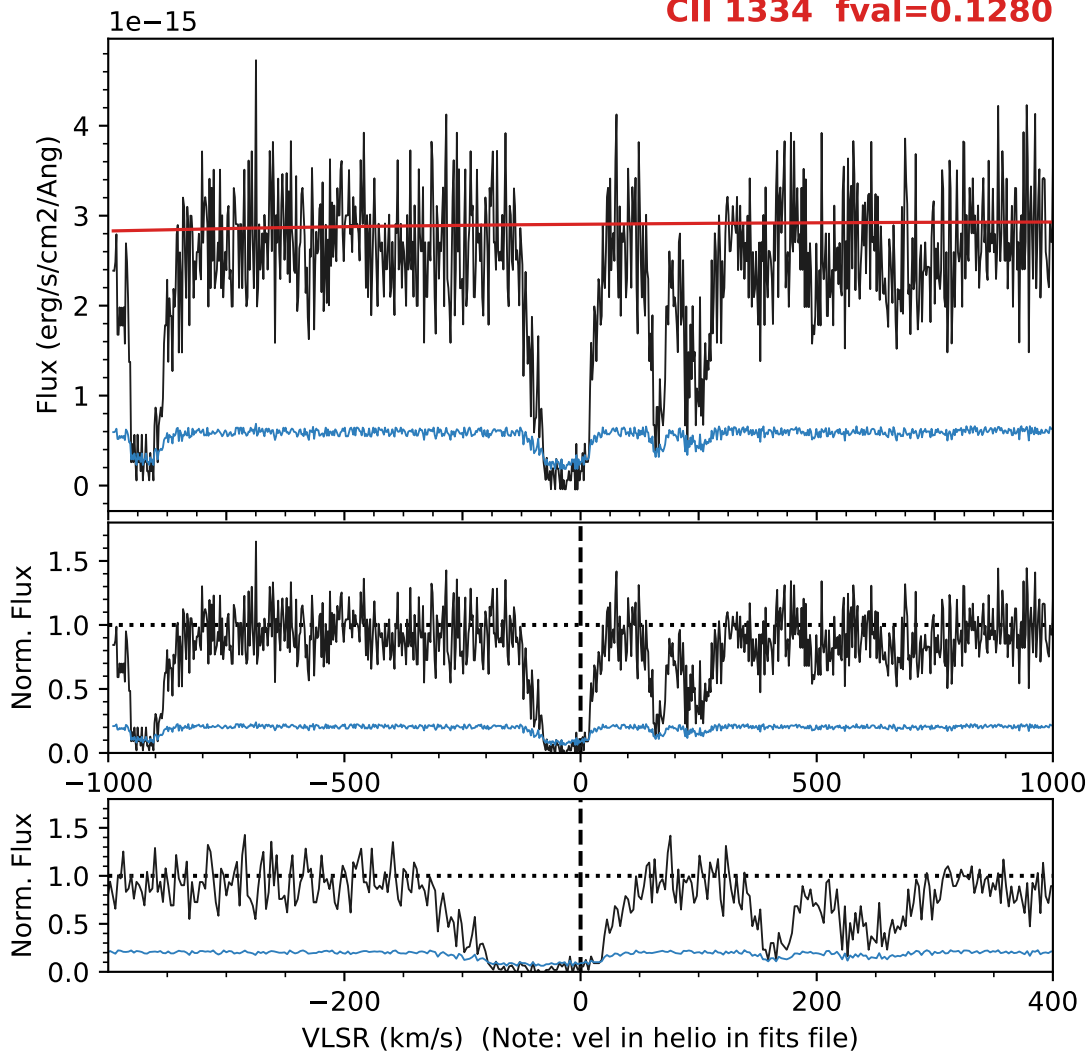 CII 1334 fval=0.1280
1e−15
4
3
2
1
0
Flux (erg/s/cm2/Ang)
1.5
1.0
0.5
0.0
Norm. Flux
−1000 −500 0 500 1000
1.5
1.0
0.5
0.0
Norm. Flux
−200 0 200 400
VLSR (km/s) (Note: vel in helio in fits file)